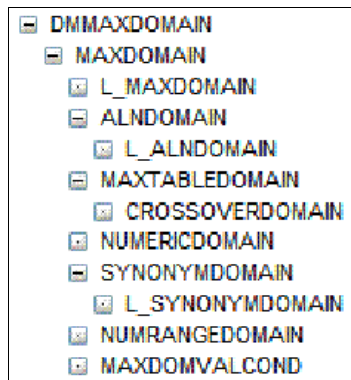 DMMAXDOMAIN
MAXDOMAIN
L_MAXDOMAIN
ALNDOMAIN
L_ALNDOMAIN
MAXTABLEDOMAIN
CROSSOVERDOMAIN
NUMERICDOMAIN
SYNONYMDOMAIN
L_SYNONYMDOMAIN
NUMRANGEDOMAIN
MAXDOMVALCOND